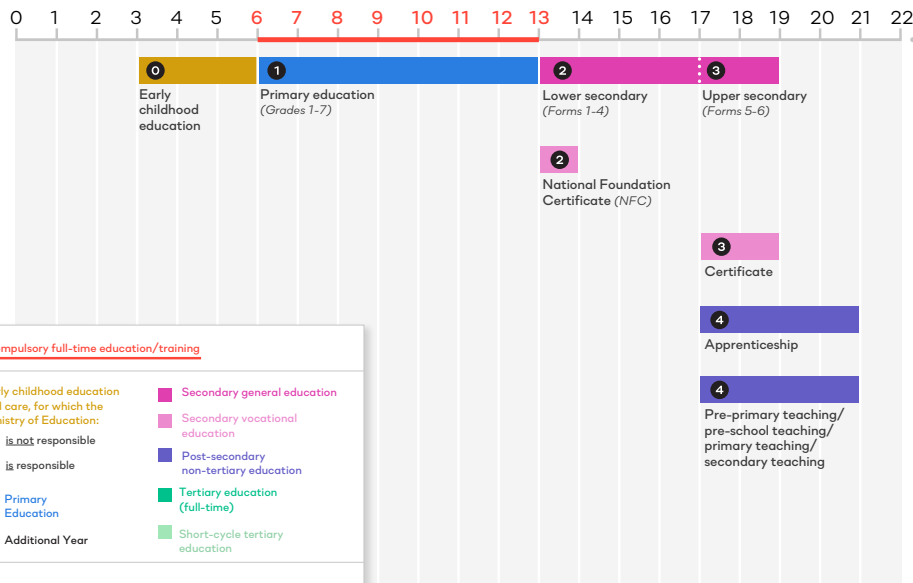 0 1 2 3 4 5 6 7 8 9 10 11 12 13 14 15 16 17 18 19 20 21 22
0
1
2
3
Early
childhood
education
Primary education
(Grades 1-7)
Lower secondary
(Forms 1-4)
Upper secondary
(Forms 5-6)
2
National Foundation
Certificate (NFC)
3
Certificate
4
Apprenticeship
4
Pre-primary teaching/
pre-school teaching/
primary teaching/
secondary teaching
mpulsory full-time education/training
ly childhood education
l care, for which the
nistry of Education:
is not responsible
is responsible
Primary
Education
Additional Year
Secondary general education
Secondary vocational
education
Post-secondary
non-tertiary education
Tertiary education
(full-time)
Short-cycle tertiary
education